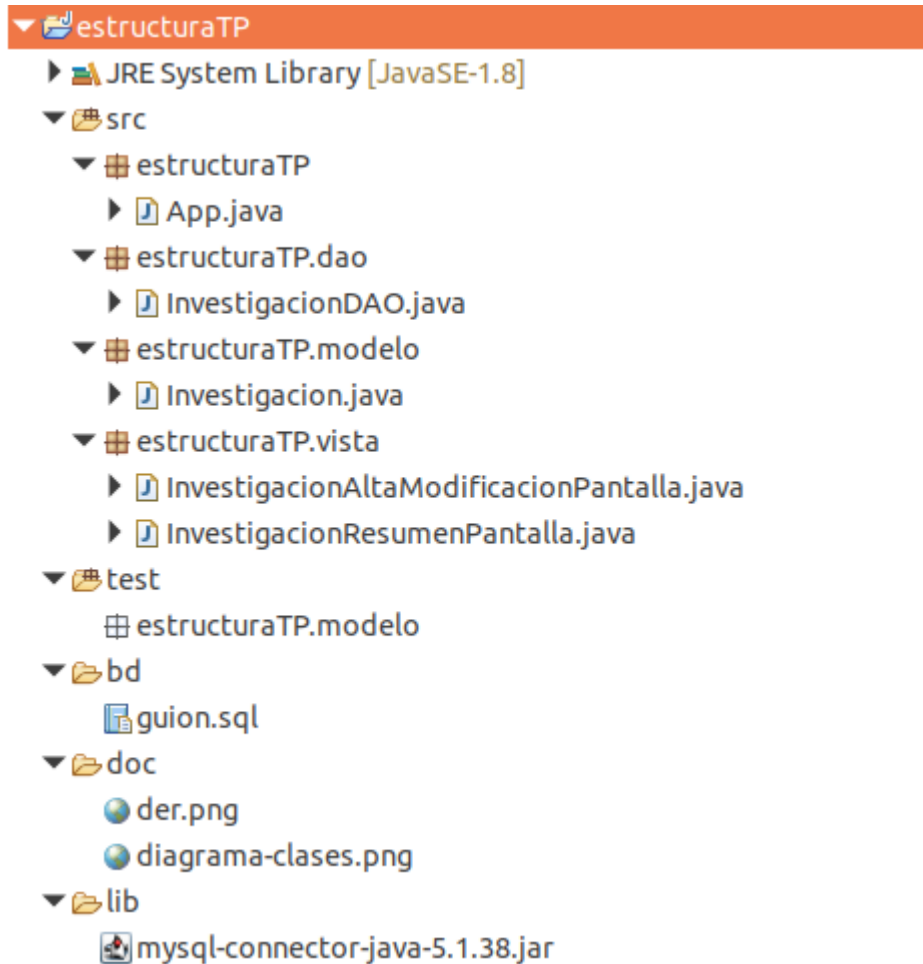 estructuraTP
JRE System Library [JavaSE-1.8]
src
estructuraTP
App.java
estructuraTP.dao
InvestigacionDAO.java
estructuraTP.modelo
Investigacion.java
estructuraTP.vista
InvestigacionAltaModificacionPantalla.java
InvestigacionResumenPantalla.java
test
estructuraTP.modelo
bd
guion.sql
doc
der.png
diagrama-clases.png
lib
mysql-connector-java-5.1.38.jar